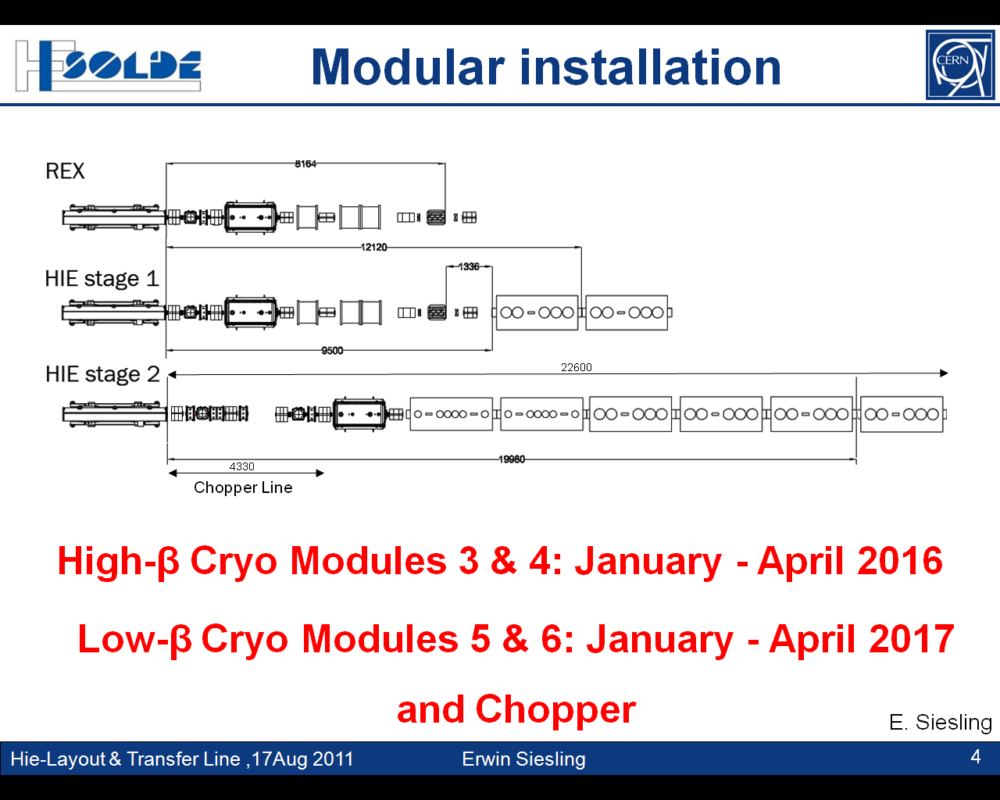 HIE ISOLDE
Modular installation
CERN
REX
8164
12120
HIE stage 1
1336
9500
HIE stage 2
22600
19980
4330
Chopper Line
High-β Cryo Modules 3 & 4: January - April 2016
Low-β Cryo Modules 5 & 6: January - April 2017
and Chopper
E. Siesling
Hie-Layout & Transfer Line ,17Aug 2011
Erwin Siesling
4